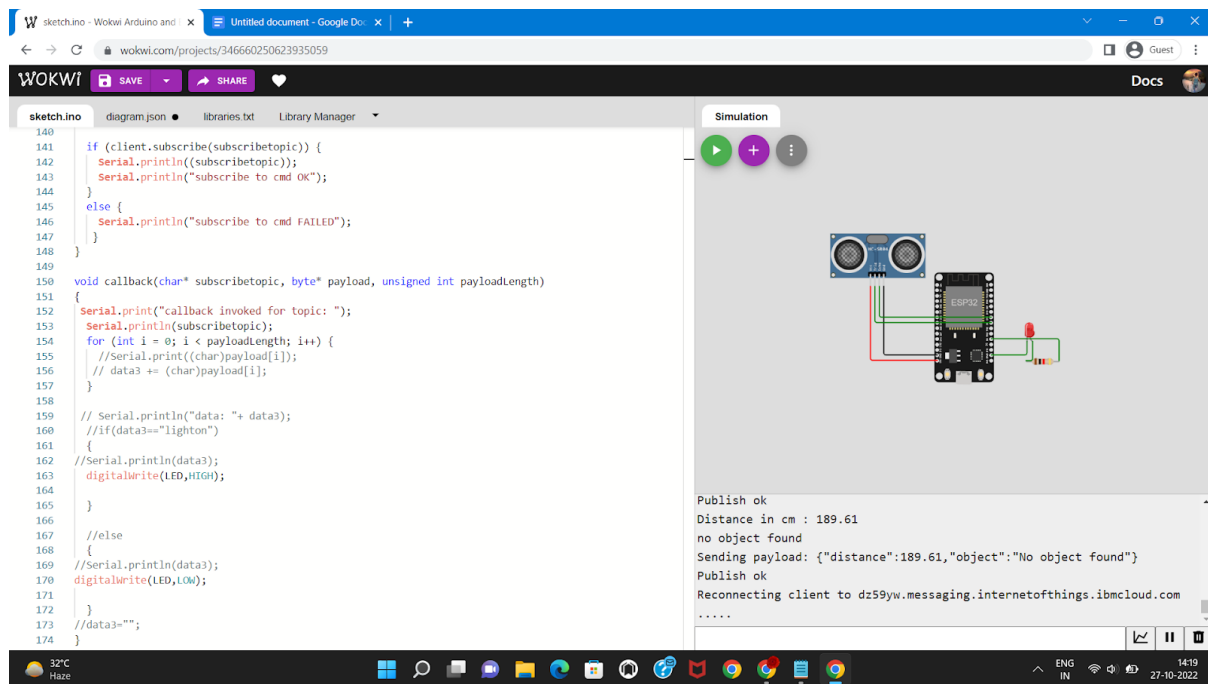 sketch.ino - Wokwi Arduino and
Untitled document - Google Doc
wokwi.com/projects/346660250623935059
Guest
WOKWI
SAVE
SHARE
Docs
sketch.ino
diagram.json
libraries.txt
Library Manager
Simulation
140
141 if (client.subscribe(subscribetopic)) {
142 Serial.println((subscribetopic));
143 Serial.println("subscribe to cmd OK");
144 }
145 else {
146 Serial.println("subscribe to cmd FAILED");
147 }
148 }
149
150 void callback(char* subscribetopic, byte* payload, unsigned int payloadLength)
151 {
152 Serial.print("callback invoked for topic: ");
153 Serial.println(subscribetopic);
154 for (int i = 0; i < payloadLength; i++) {
155 //Serial.print((char)payload[i]);
156 // data3 += (char)payload[i];
157 }
158
159 // Serial.println("data: "+ data3);
160 //if(data3=="lighton")
161 {
162 //Serial.println(data3);
163 digitalWrite(LED,HIGH);
164
165 }
166
167 //else
168 {
169 //Serial.println(data3);
170 digitalWrite(LED,LOW);
171
172 }
173 //data3="";
174 }
HC-SR04
ESP32
Publish ok
Distance in cm : 189.61
no object found
Sending payload: {"distance":189.61,"object":"No object found"}
Publish ok
Reconnecting client to dz59yw.messaging.internetofthings.ibmcloud.com
.....
32°C
Haze
ENG
IN
14:19
27-10-2022